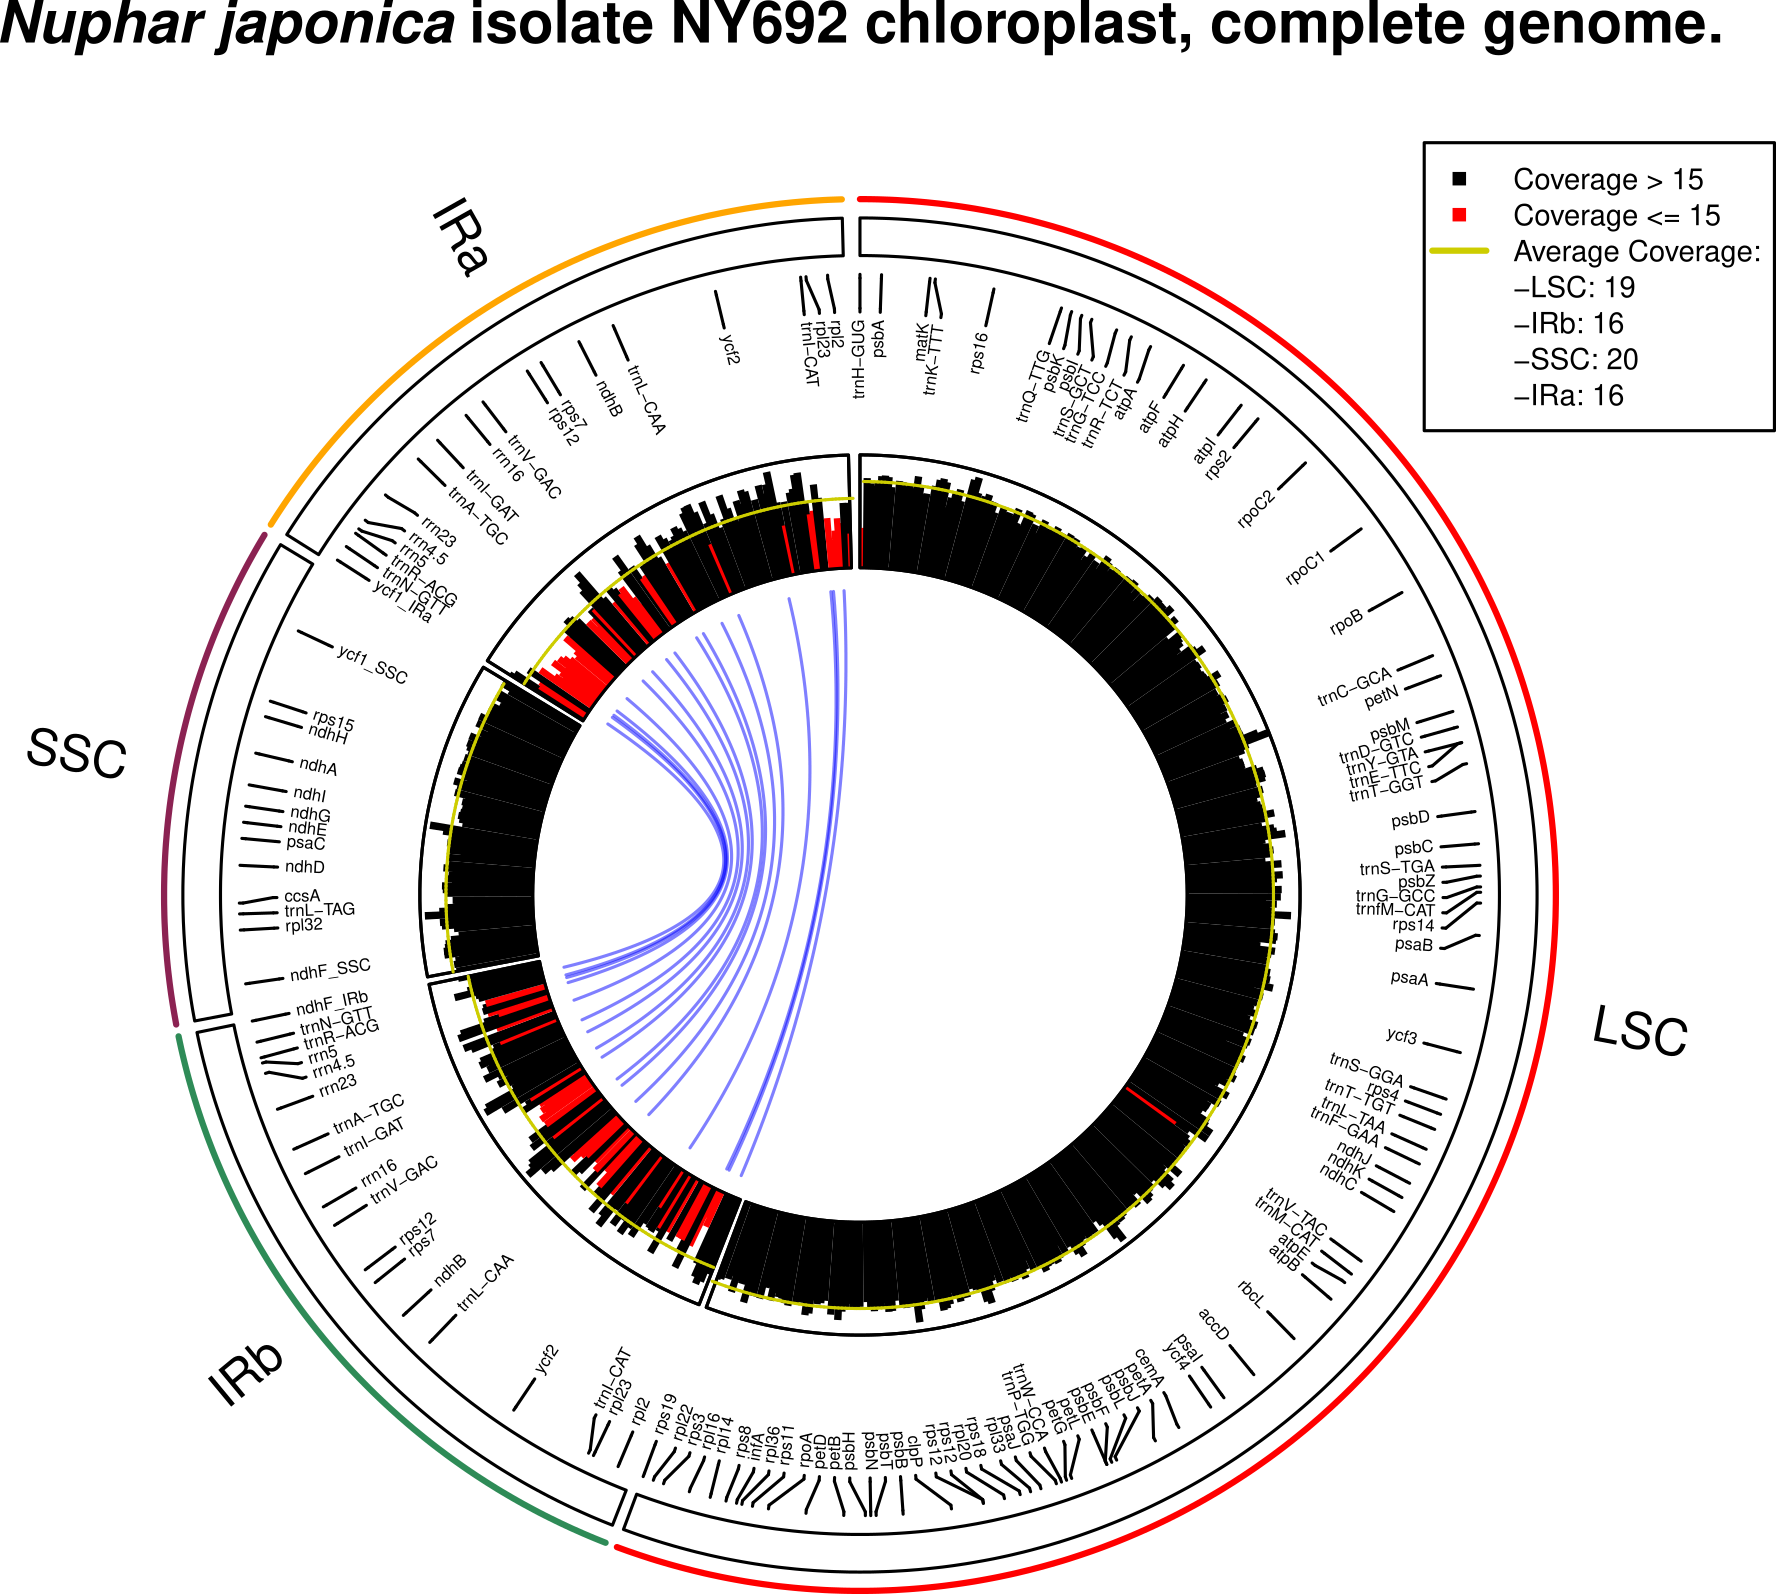 Nuphar japonica isolate NY692 chloroplast, complete genome.
Coverage > 15
Coverage <= 15
Average Coverage:
−LSC: 19
−IRb: 16
−SSC: 20
−IRa: 16
LSC
IRb
SSC
IRa
trnH−GUG
psbA
matK
trnK−TTT
rps16
trnQ−TTG
psbK
psbI
trnS−GCT
trnG−TCC
trnR−TCT
atpA
atpF
atpH
atpI
rps2
rpoC2
rpoC1
rpoB
trnC−GCA
petN
psbM
trnD−GTC
trnY−GTA
trnE−TTC
trnT−GGT
psbD
psbC
trnS−TGA
psbZ
trnG−GCC
trnfM−CAT
rps14
psaB
psaA
ycf3
trnS−GGA
rps4
trnT−TGT
trnL−TAA
trnF−GAA
ndhJ
ndhK
ndhC
trnV−TAC
trnM−CAT
atpE
atpB
rbcL
accD
psaI
ycf4
cemA
petA
psbJ
psbL
psbF
psbE
petL
petG
trnW−CCA
trnP−TGG
psaJ
rpl33
rps18
rpl20
rps12
rps12
clpP
psbB
psbT
psbN
psbH
petB
petD
rpoA
rps11
rpl36
infA
rps8
rpl14
rpl16
rps3
rpl22
rps19
rpl2
rpl23
trnI−CAT
ycf2
trnL−CAA
ndhB
rps7
rps12
trnV−GAC
rrn16
trnI−GAT
trnA−TGC
rrn23
rrn4.5
rrn5
trnR−ACG
trnN−GTT
ndhF_IRb
ndhF_SSC
rpl32
trnL−TAG
ccsA
ndhD
psaC
ndhE
ndhG
ndhI
ndhA
ndhH
rps15
ycf1_SSC
ycf1_IRa
trnN−GTT
trnR−ACG
rrn5
rrn4.5
rrn23
trnA−TGC
trnI−GAT
rrn16
trnV−GAC
rps12
rps7
ndhB
trnL−CAA
ycf2
trnI−CAT
rpl23
rpl2